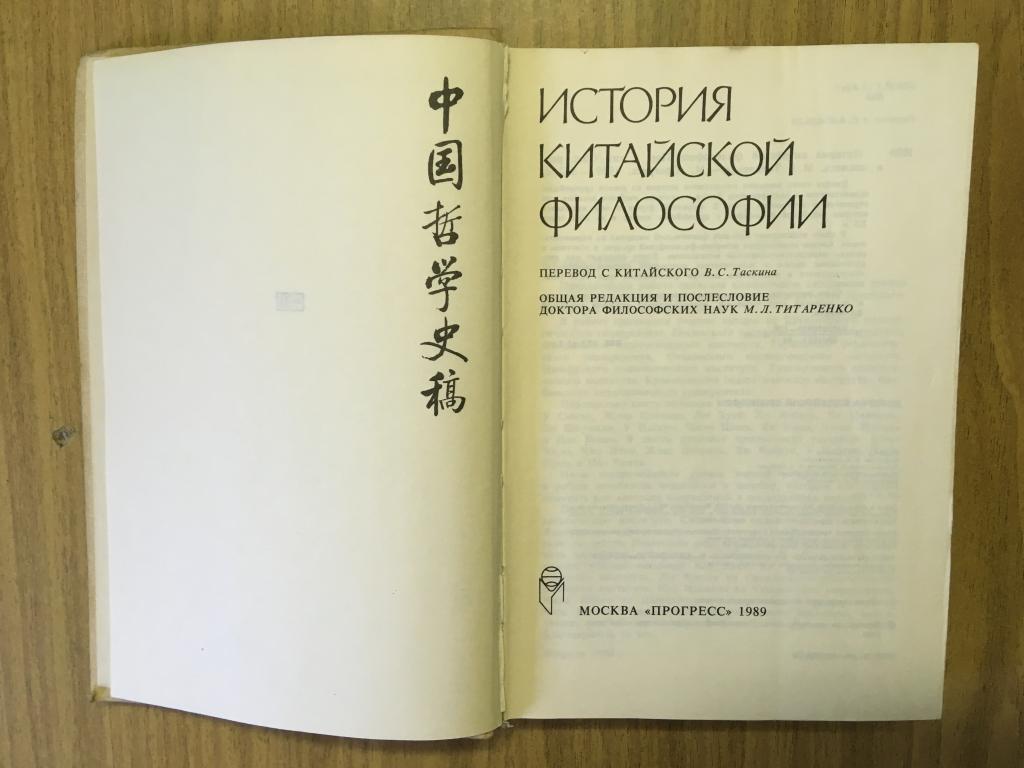 中国哲学史稿
ИСТОРИЯ
КИТАЙСКОЙ
ФИЛОСОФИИ
ПЕРЕВОД С КИТАЙСКОГО В. С. Таскина
ОБЩАЯ РЕДАКЦИЯ И ПОСЛЕСЛОВИЕ
ДОКТОРА ФИЛОСОФСКИХ НАУК М. Л. ТИТАРЕНКО
МОСКВА «ПРОГРЕСС» 1989